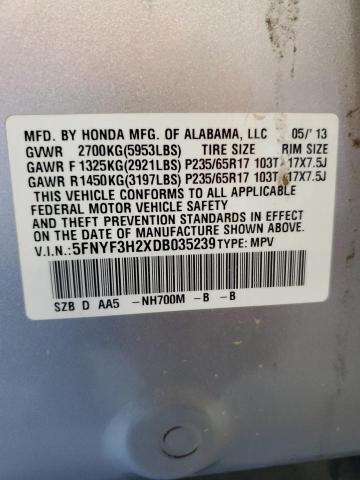 MFD. BY HONDA MFG. OF ALABAMA, LLC 05/'13
GVWR 2700KG(5953LBS) TIRE SIZE RIM SIZE
GAWR F 1325KG(2921LBS) P235/65R17 103T 17X7.5J
GAWR R1450KG(3197LBS) P235/65R17 103T 17X7.5J
THIS VEHICLE CONFORMS TO ALL APPLICABLE
FEDERAL MOTOR VEHICLE SAFETY
AND THEFT PREVENTION STANDARDS IN EFFECT
ON THE DATE OF MANUFACTURE SHOWN ABOVE.
V.I.N.: 5FNYF3H2XDB035239 TYPE: MPV
SZB D AA5 -NH700M -B -B